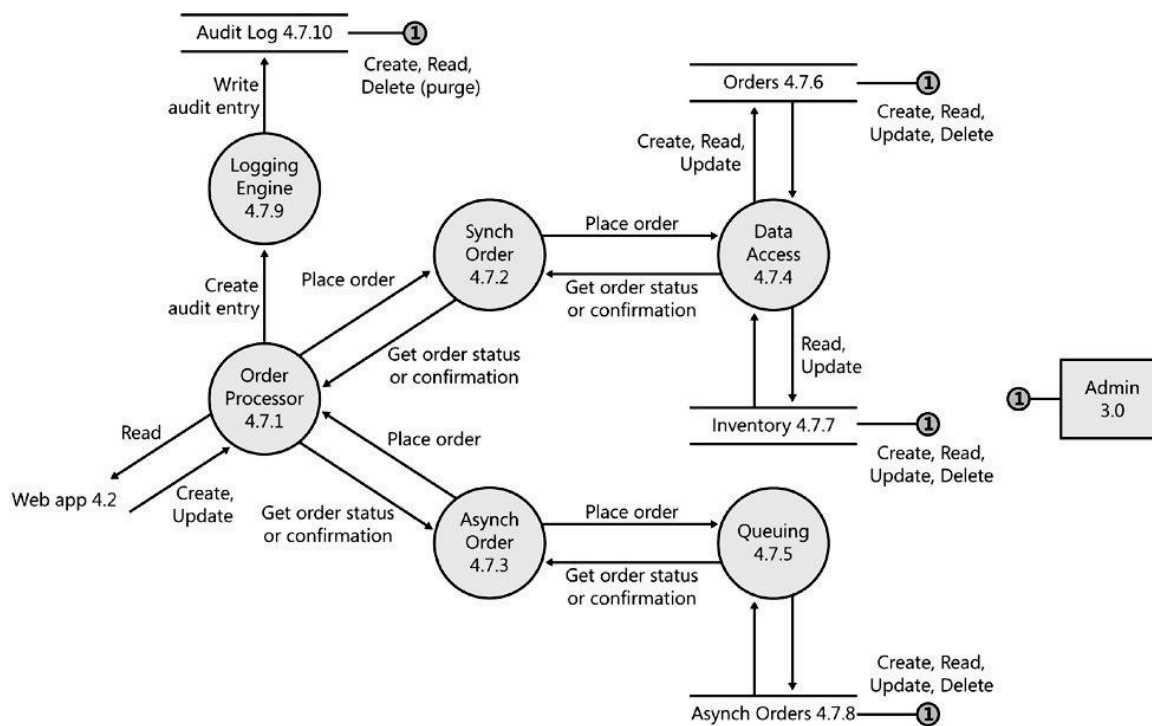 Audit Log 4.7.10
1
Create, Read,
Delete (purge)
Write
audit entry
Logging
Engine
4.7.9
Create
audit entry
Orders 4.7.6
1
Create, Read,
Update, Delete
Create, Read,
Update
Synch
Order
4.7.2
Place order
Data
Access
4.7.4
Place order
Get order status
or confirmation
Get order status
or confirmation
Read,
Update
Order
Processor
4.7.1
1
Admin
3.0
Inventory 4.7.7
1
Create, Read,
Update, Delete
Read
Place order
Web app 4.2
Create,
Update
Get order status
or confirmation
Asynch
Order
4.7.3
Place order
Get order status
or confirmation
Queuing
4.7.5
Create, Read,
Update, Delete
Asynch Orders 4.7.8
1